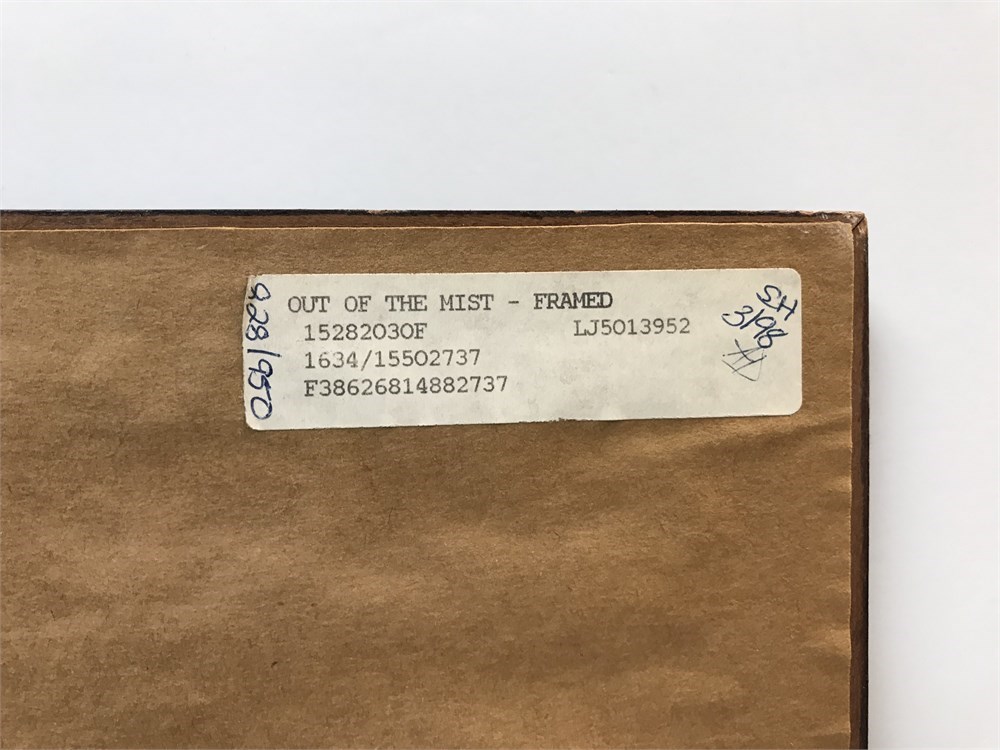 OUT OF THE MIST - FRAMED
15282030F LJ5013952
1634/15502737
F38626814882737
928/950
SH
3/98